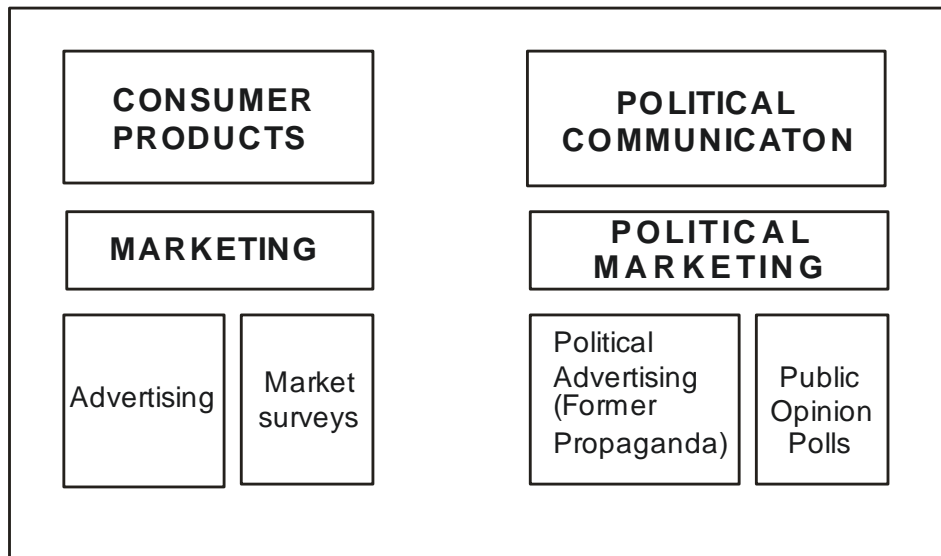 CONSUMER
PRODUCTS
POLITICAL
COMMUNICATON
MARKETING
POLITICAL
MARKETING
Advertising
Market
surveys
Political
Advertising
(Former
Propaganda)
Public
Opinion
Polls